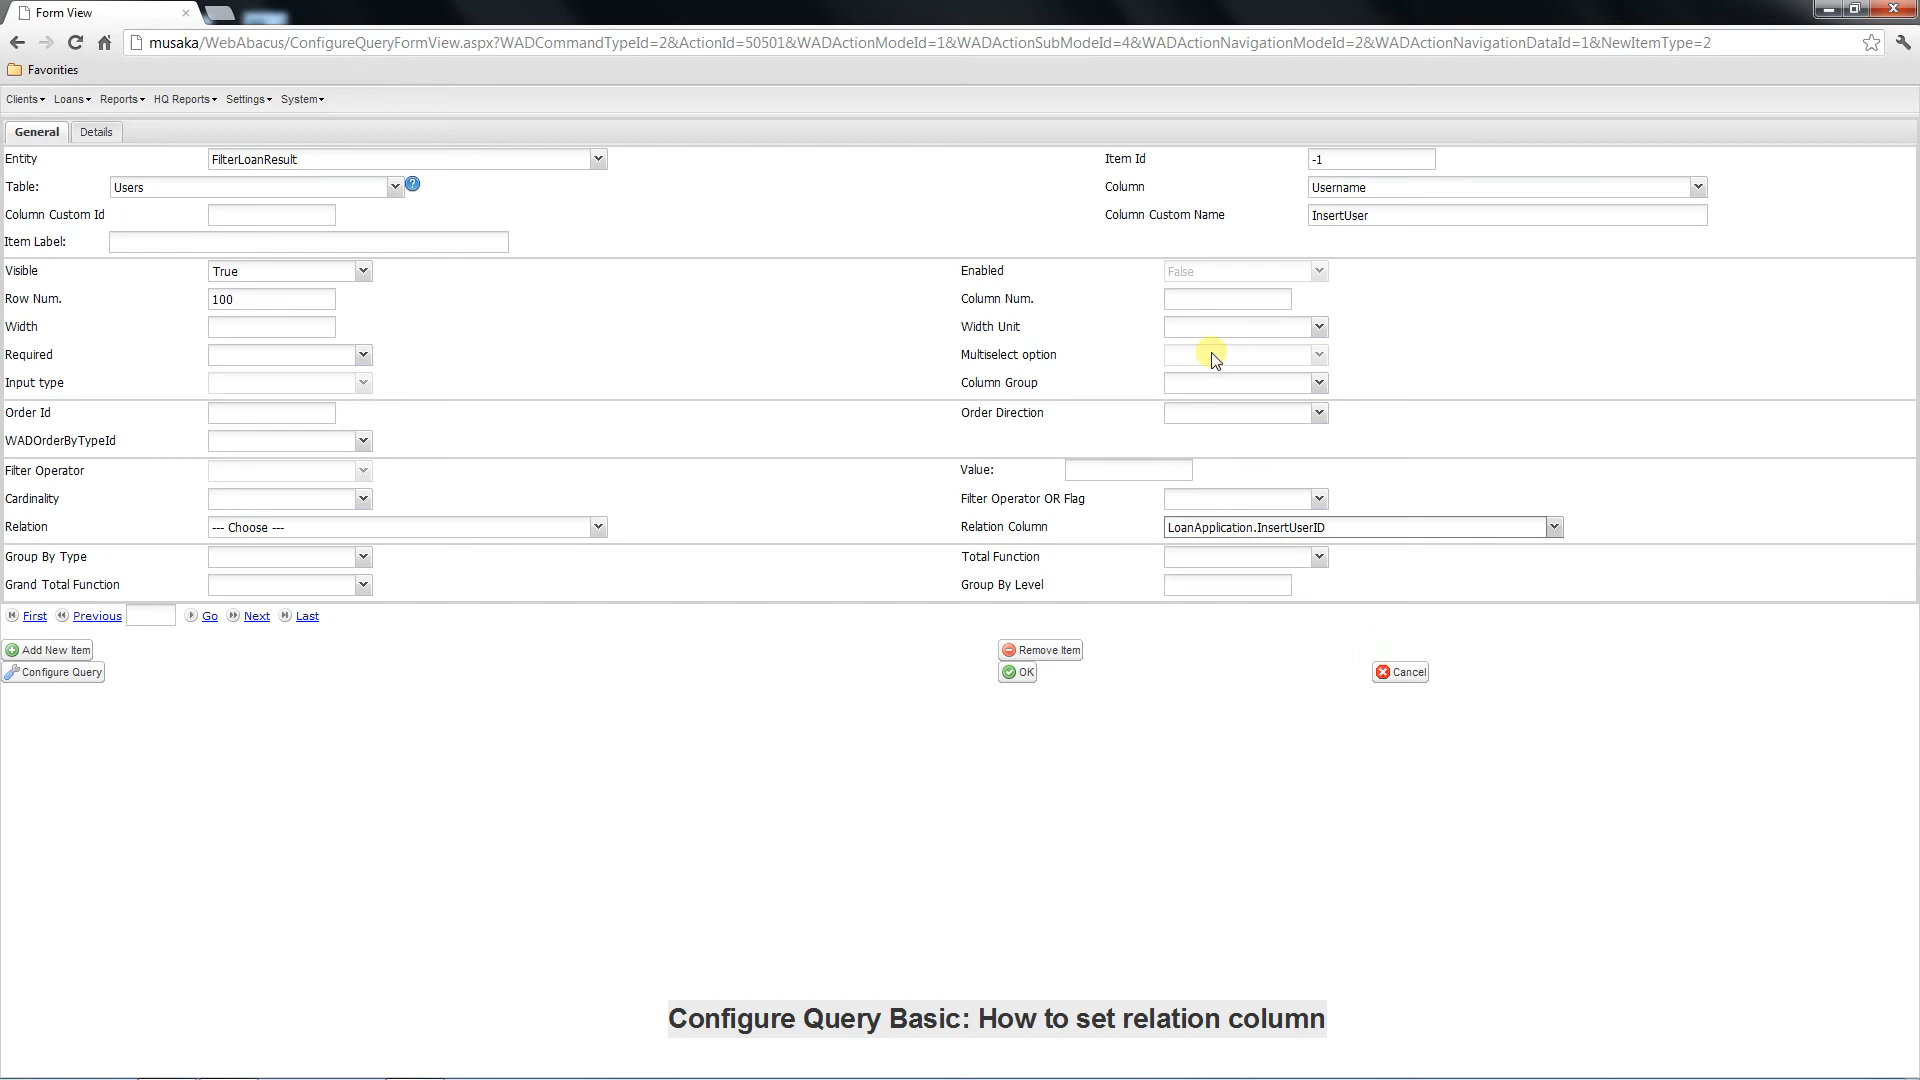 Form View
musaka/WebAbacus/ConfigureQueryFormView.aspx?WADCommandTypeId=2&ActionId=50501&WADActionModeId=1&WADActionSubModeId=4&WADActionNavigationModeId=2&WADActionNavigationDataId=1&NewItemType=2
Favorities
Clients Loans Reports HQ Reports Settings System
General Details
Entity FilterLoanResult Item Id -1
Table: Users Column Username
Column Custom Id Column Custom Name InsertUser
Item Label:
Visible True Enabled False
Row Num. 100 Column Num.
Width Width Unit
Required Multiselect option
Input type Column Group
Order Id Order Direction
WADOrderByTypeId
Filter Operator Value:
Cardinality Filter Operator OR Flag
Relation --- Choose --- Relation Column LoanApplication.InsertUserID
Group By Type Total Function
Grand Total Function Group By Level
First Previous Go Next Last
Add New Item Remove Item
Configure Query OK Cancel
Configure Query Basic: How to set relation column